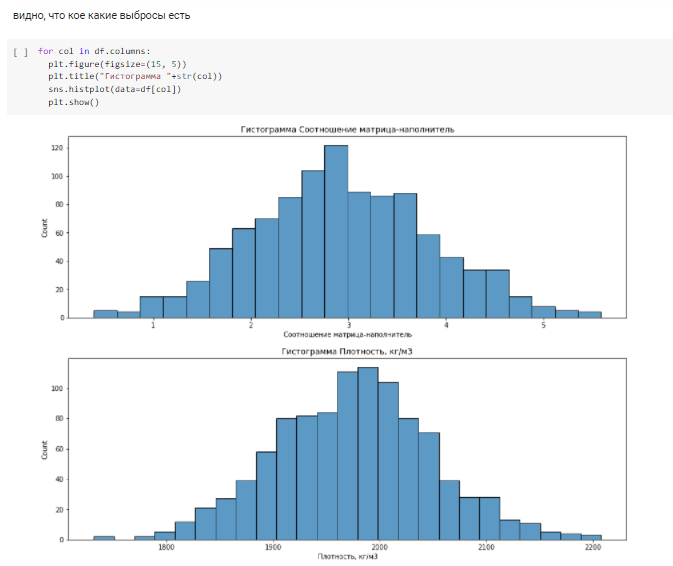 видно, что кое какие выбросы есть
[ ] for col in df.columns:
plt.figure(figsize=(15, 5))
plt.title("Гистограмма "+str(col))
sns.histplot(data=df[col])
plt.show()
Гистограмма Соотношение матрица-наполнитель
120
100
80
60
40
20
0
Count
1 2 3 4 5
Соотношение матрица-наполнитель
Гистограмма Плотность, кг/м3
100
80
60
40
20
0
Count
1800 1900 2000 2100 2200
Плотность, кг/м3